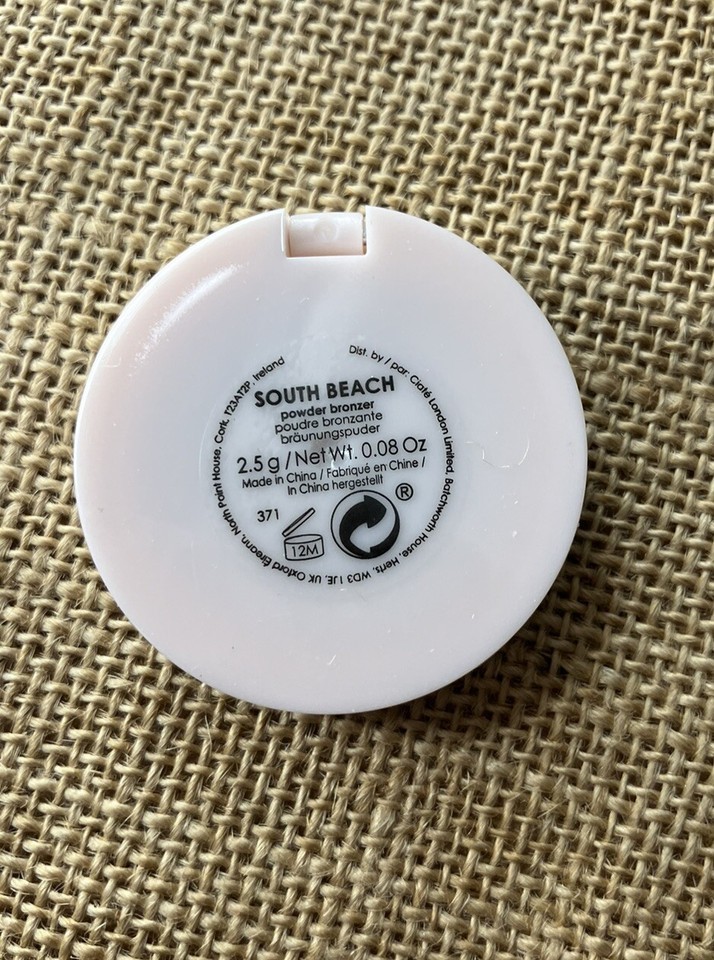 SOUTH BEACH
powder bronzer
poudre bronzante
bräunungspuder
2.5 g / Net Wt. 0.08 Oz
Made in China / Fabriqué en Chine /
In China hergestellt
371
12M
®
Dist. by / par: Ciaté London Limited, Batchworth House, Herts, WD3 1JE, UK Oxford Éireann, North Point House, Cork, T23AT2P, Ireland